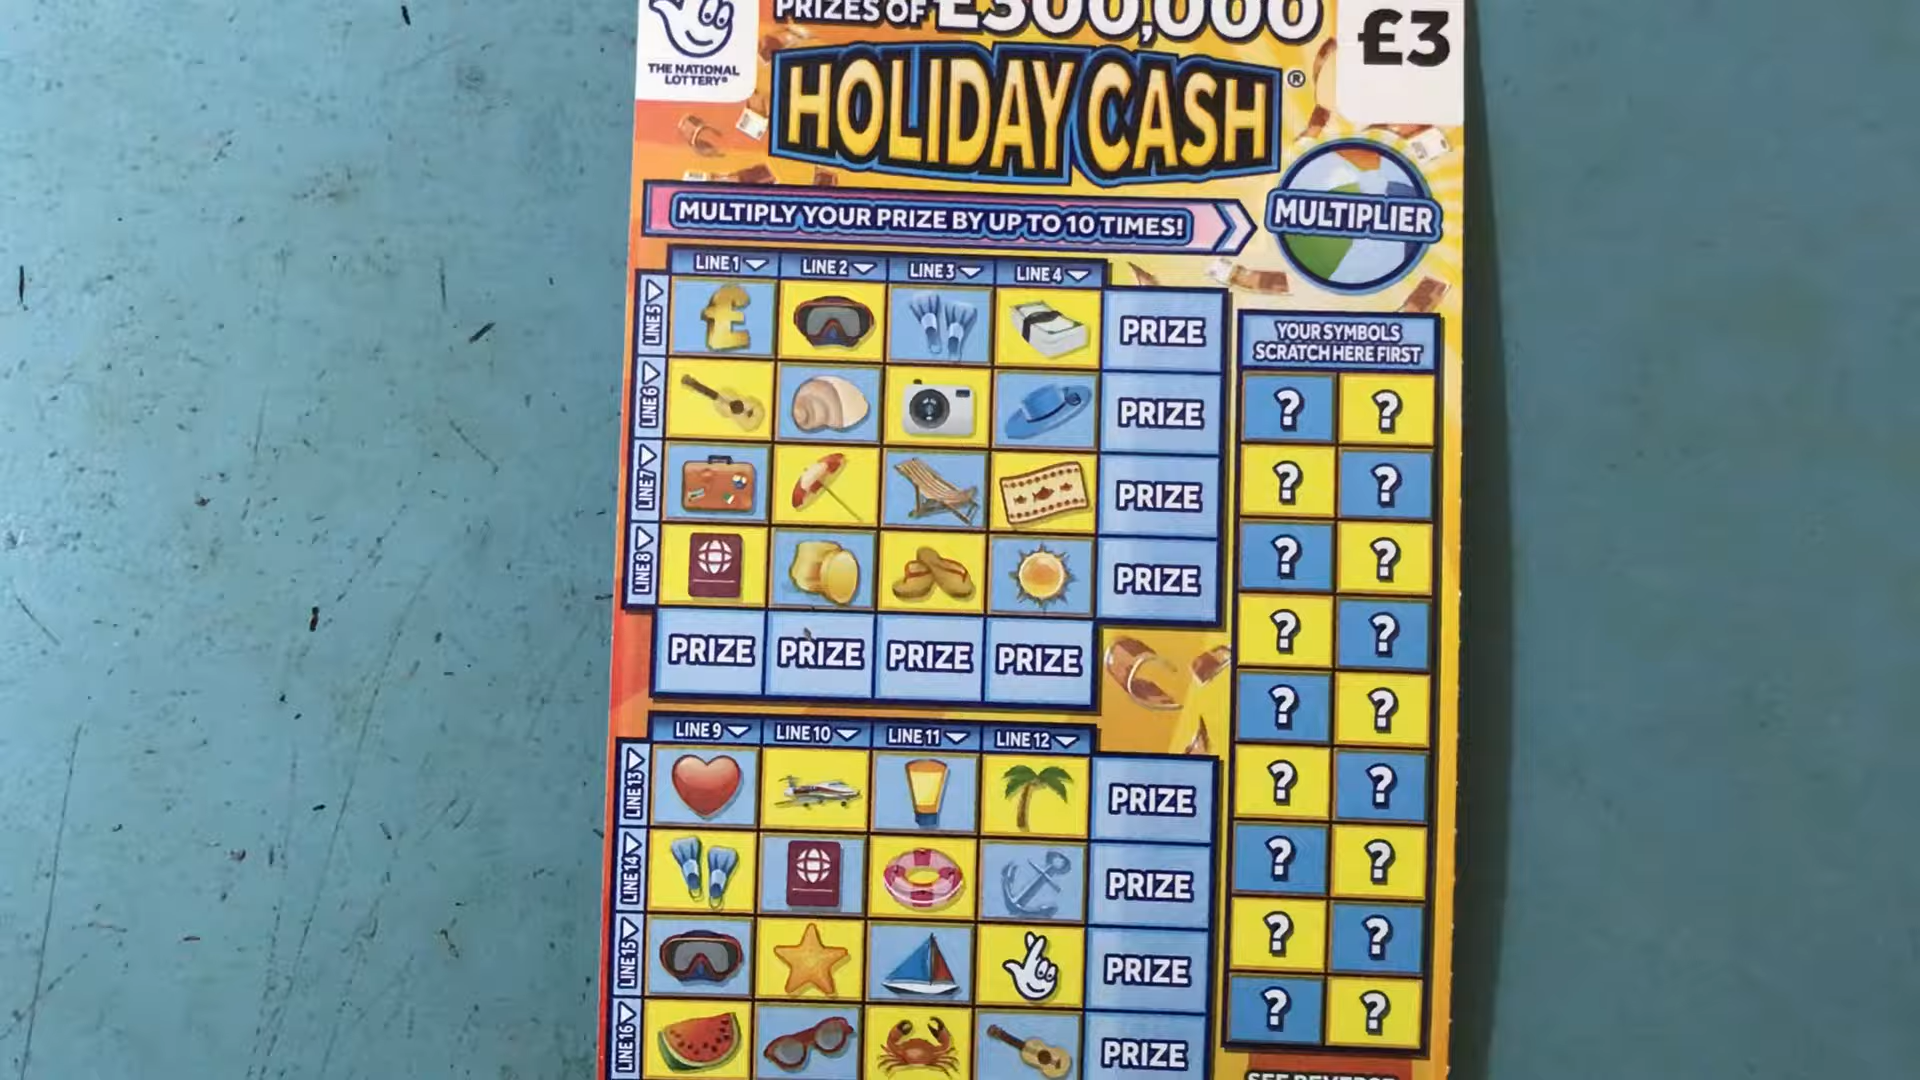 PRIZES OF £300,000
£3
THE NATIONAL
LOTTERY®
HOLIDAY CASH®
MULTIPLY YOUR PRIZE BY UP TO 10 TIMES!
MULTIPLIER
LINE 1 LINE 2 LINE 3 LINE 4
YOUR SYMBOLS
SCRATCH HERE FIRST
LINE 5 £ PRIZE
LINE 6 PRIZE
LINE 7 PRIZE
LINE 8 PRIZE
PRIZE PRIZE PRIZE PRIZE
LINE 9 LINE 10 LINE 11 LINE 12
LINE 13 PRIZE
LINE 14 PRIZE
LINE 15 PRIZE
LINE 16 PRIZE
? ?
? ?
? ?
? ?
? ?
? ?
? ?
? ?
? ?
SEE REVERSE